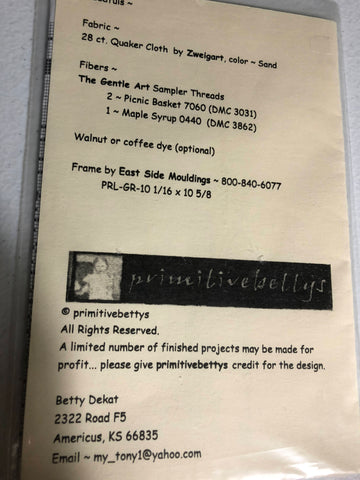 Fabric ~
28 ct. Quaker Cloth by Zweigart, color ~ Sand
Fibers ~
The Gentle Art Sampler Threads
2 ~ Picnic Basket 7060 (DMC 3031)
1 ~ Maple Syrup 0440 (DMC 3862)
Walnut or coffee dye (optional)
Frame by East Side Mouldings ~ 800-840-6077
PRL-GR-10 1/16 x 10 5/8
primitivebettys
© primitivebettys
All Rights Reserved.
A limited number of finished projects may be made for
profit... please give primitivebettys credit for the design.
Betty Dekat
2322 Road F5
Americus, KS 66835
Email ~ my_tony1@yahoo.com